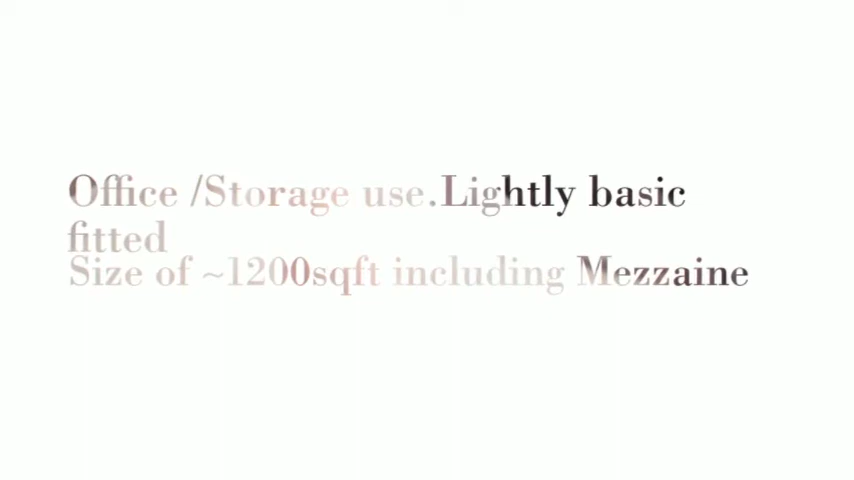 Office /Storage use.Lightly basic
fitted
Size of ~1200sqft including Mezzaine